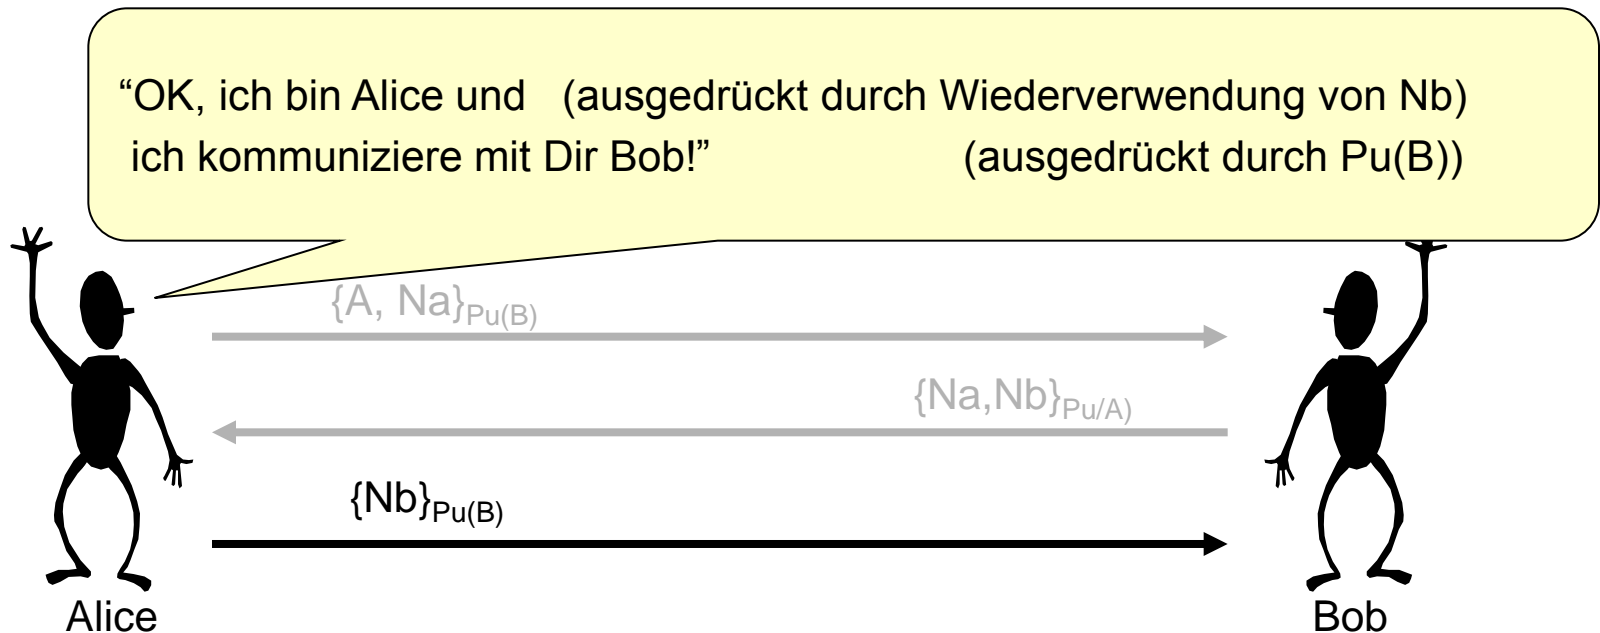 “OK, ich bin Alice und (ausgedrückt durch Wiederverwendung von Nb)
ich kommuniziere mit Dir Bob!” (ausgedrückt durch Pu(B))
{A, Na}Pu(B)
{Na,Nb}Pu/A)
{Nb}Pu(B)
Alice Bob